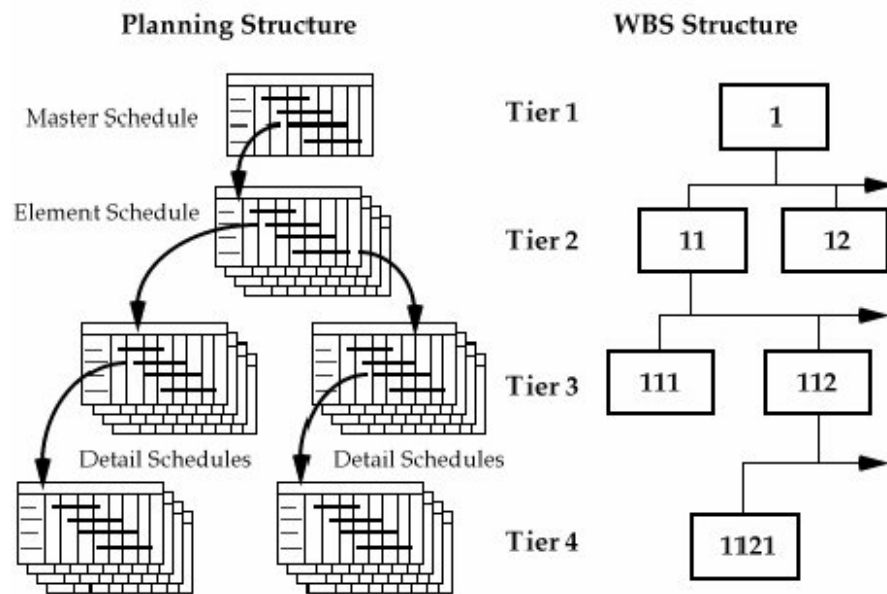 Planning Structure
WBS Structure
Master Schedule
Tier 1
1
Element Schedule
Tier 2
11
12
Tier 3
111
112
Detail Schedules
Detail Schedules
Tier 4
1121